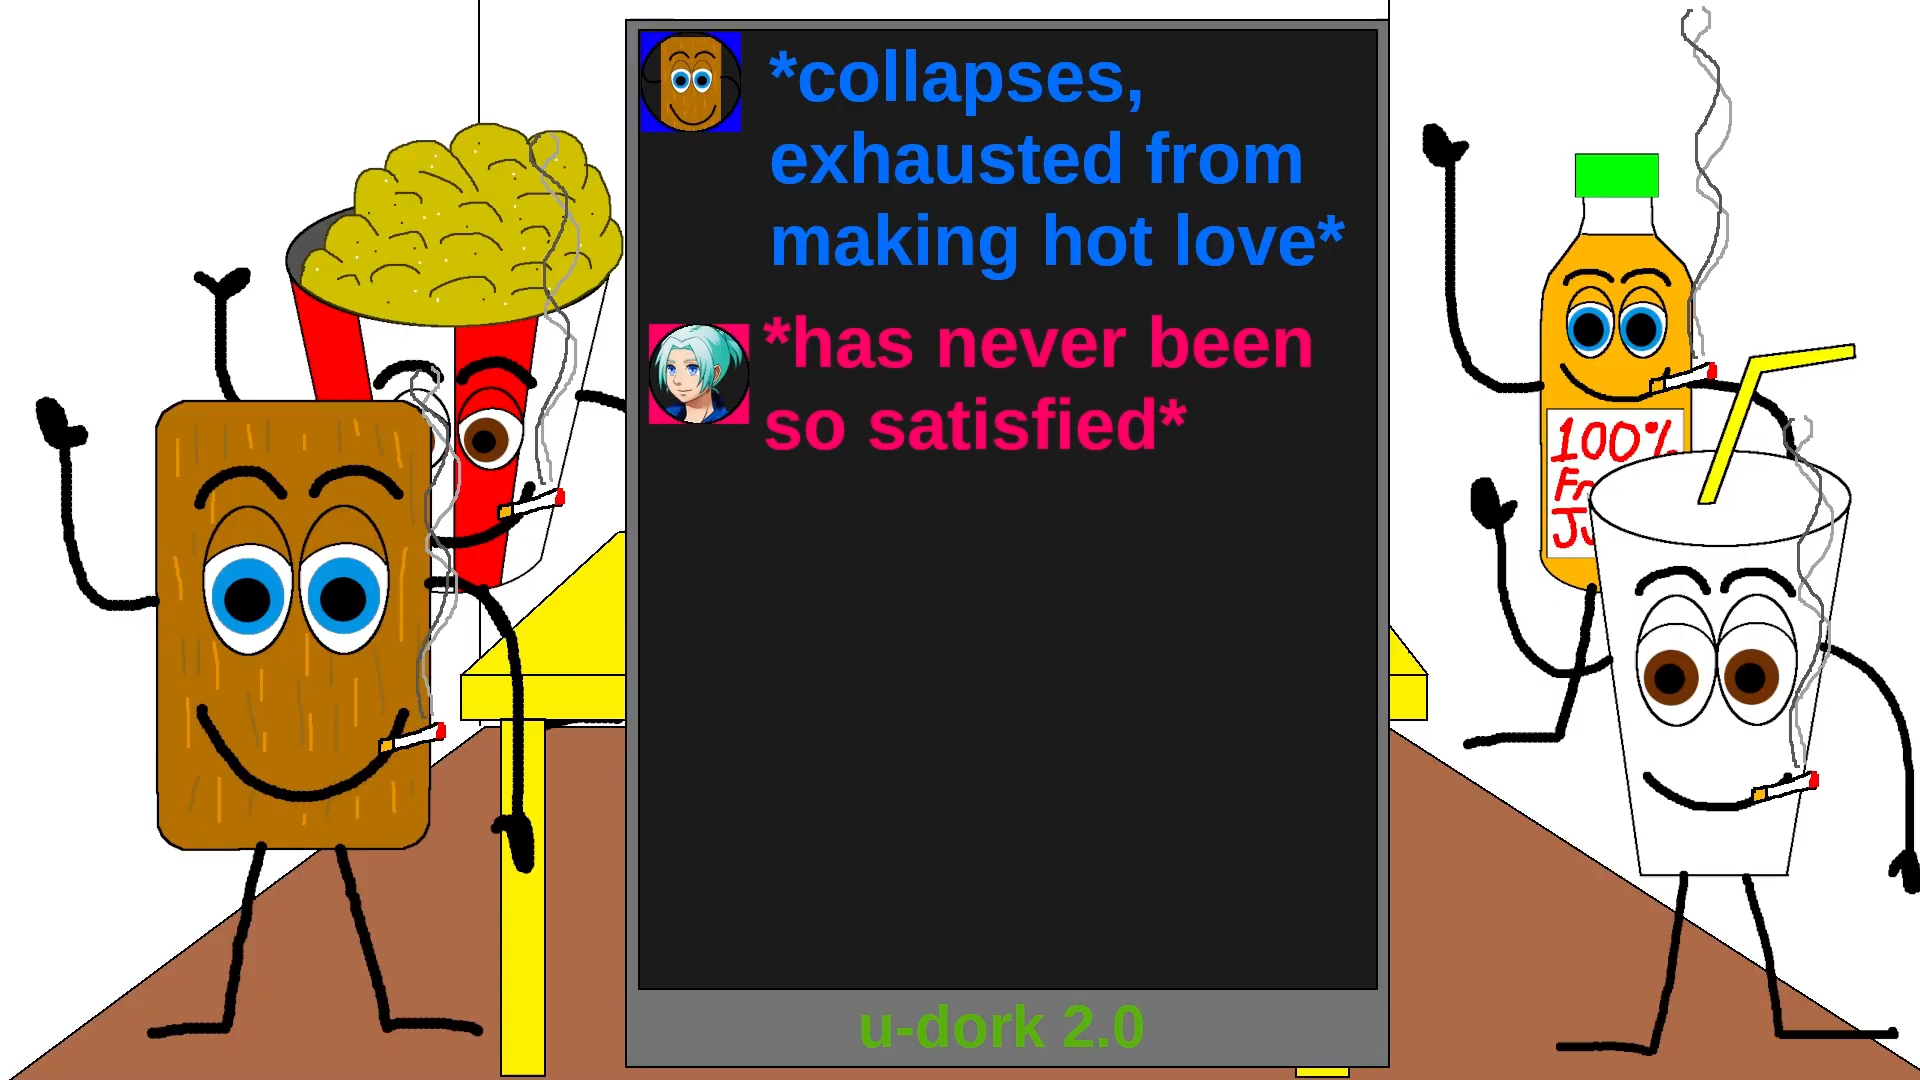 *collapses,
exhausted from
making hot love*
*has never been
so satisfied*
100%
u-dork 2.0